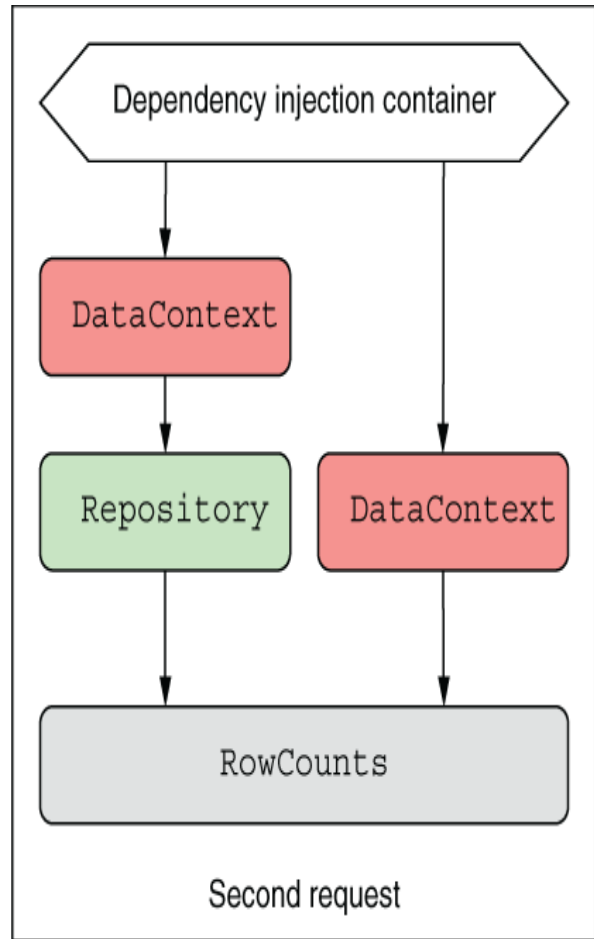 Dependency injection container
DataContext
Repository
DataContext
RowCounts
Second request